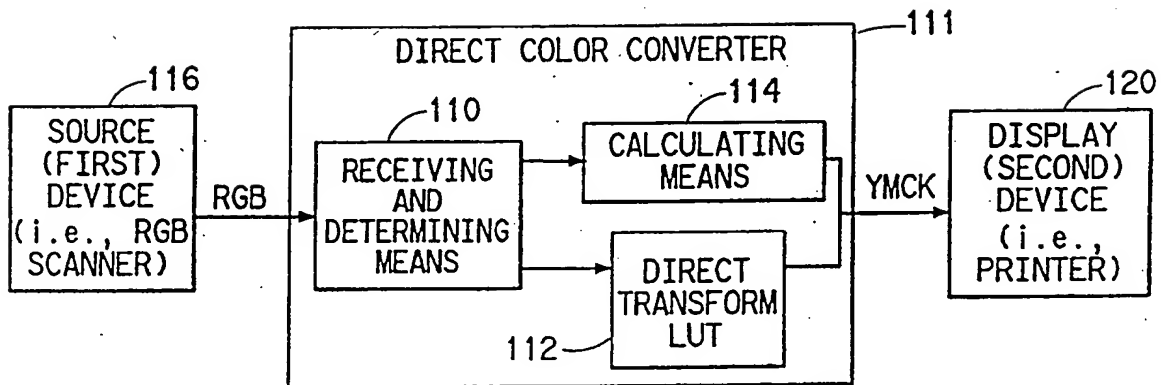 DIRECT COLOR CONVERTER
111
116
SOURCE
(FIRST)
DEVICE
(i.e., RGB
SCANNER)
RGB
110
RECEIVING
AND
DETERMINING
MEANS
114
CALCULATING
MEANS
112
DIRECT
TRANSFORM
LUT
YMCK
120
DISPLAY
(SECOND)
DEVICE
(i.e.,
PRINTER)